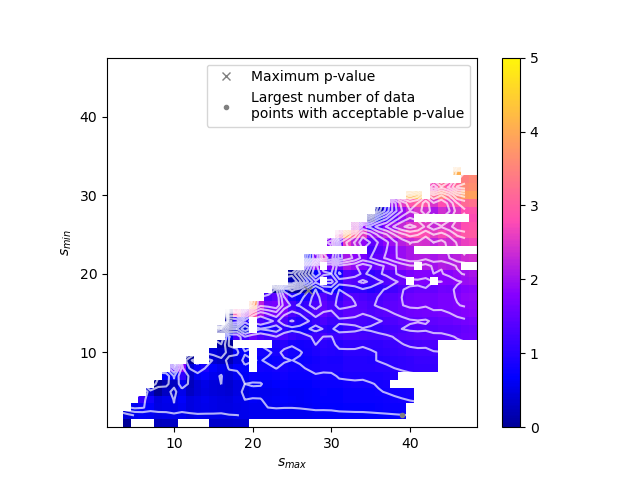 Maximum p-value
Largest number of data
points with acceptable p-value
40
30
20
10
s_min
10
20
30
40
s_max
5
4
3
2
1
0